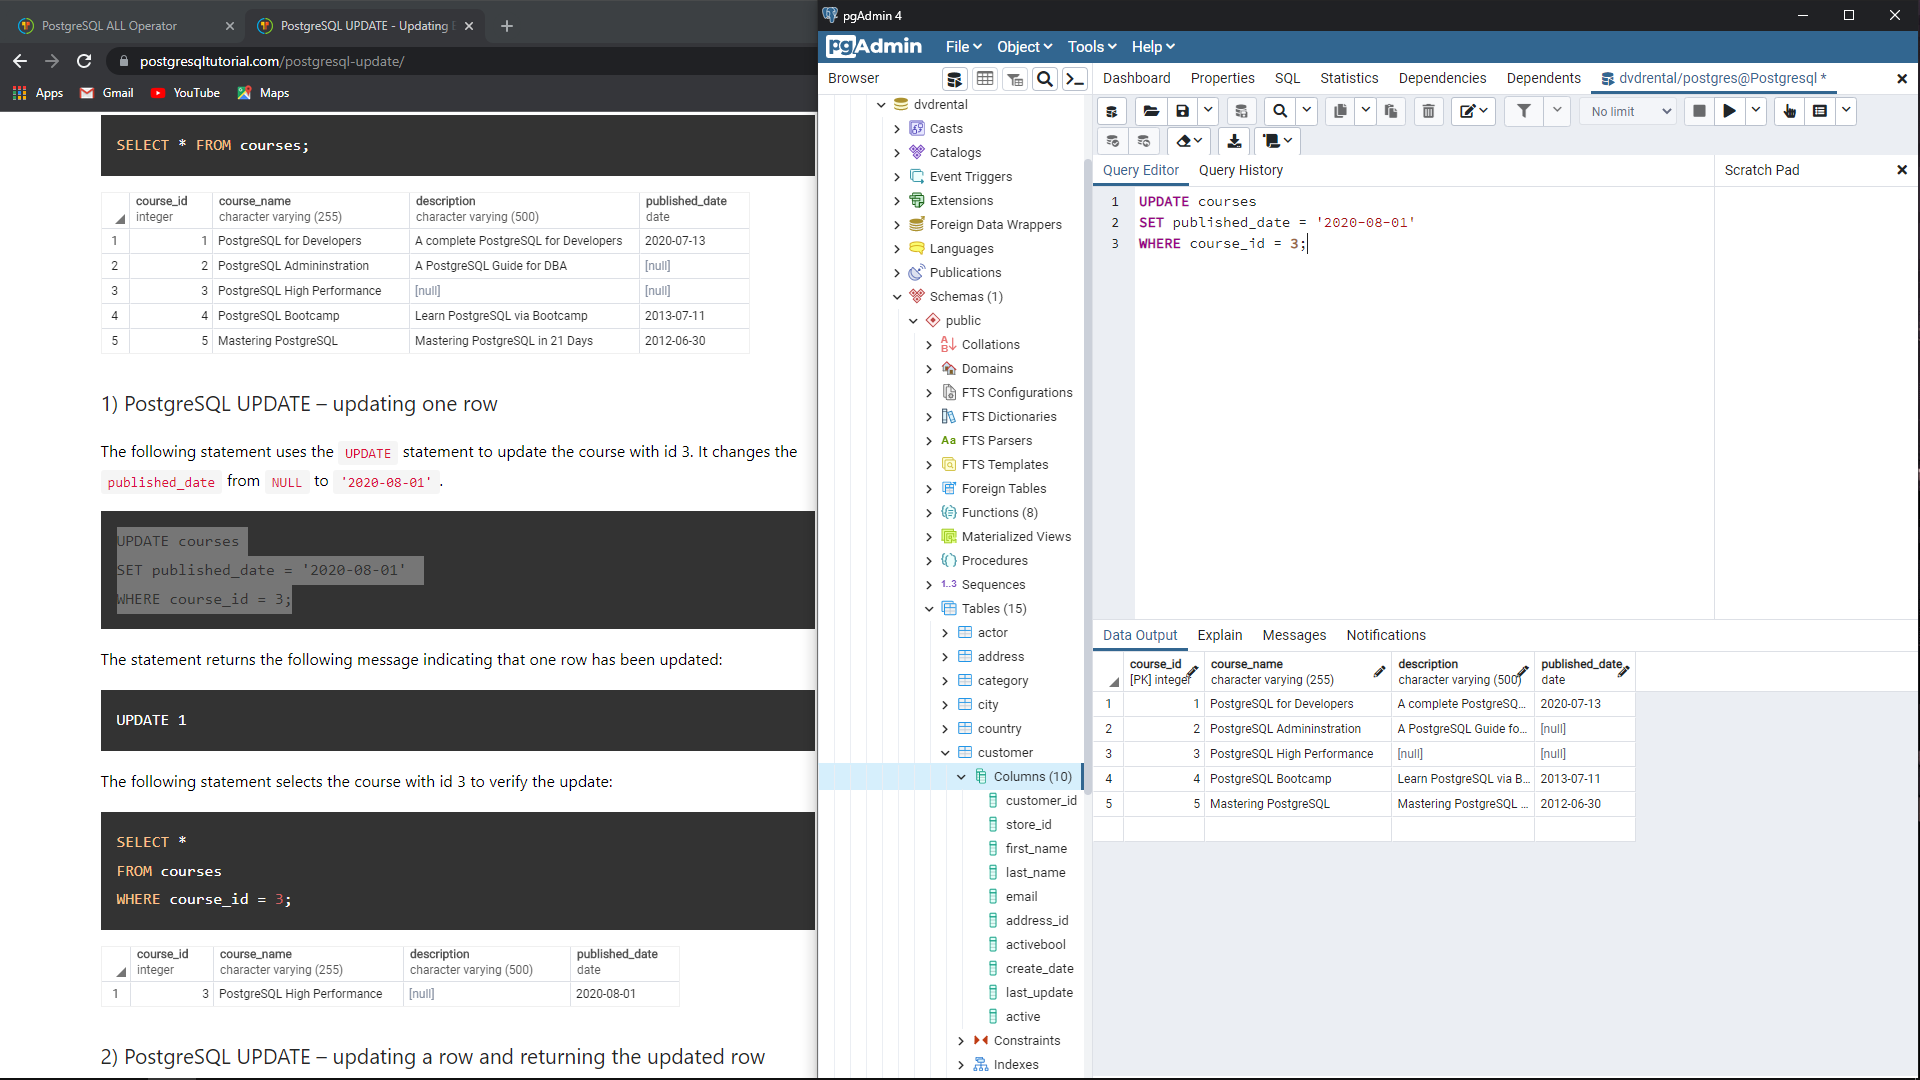 PostgreSQL ALL Operator
PostgreSQL UPDATE - Updating
postgresqltutorial.com/postgresql-update/
Apps
Gmail
YouTube
Maps
SELECT * FROM courses;
course_id course_name description published_date
integer character varying (255) character varying (500) date
1 1 PostgreSQL for Developers A complete PostgreSQL for Developers 2020-07-13
2 2 PostgreSQL Admininstration A PostgreSQL Guide for DBA [null]
3 3 PostgreSQL High Performance [null] [null]
4 4 PostgreSQL Bootcamp Learn PostgreSQL via Bootcamp 2013-07-11
5 5 Mastering PostgreSQL Mastering PostgreSQL in 21 Days 2012-06-30
1) PostgreSQL UPDATE – updating one row
The following statement uses the UPDATE statement to update the course with id 3. It changes the
published_date from NULL to '2020-08-01' .
UPDATE courses
SET published_date = '2020-08-01'
WHERE course_id = 3;
The statement returns the following message indicating that one row has been updated:
UPDATE 1
The following statement selects the course with id 3 to verify the update:
SELECT *
FROM courses
WHERE course_id = 3;
course_id course_name description published_date
integer character varying (255) character varying (500) date
1 3 PostgreSQL High Performance [null] 2020-08-01
2) PostgreSQL UPDATE – updating a row and returning the updated row
pgAdmin 4
pgAdmin
File Object Tools Help
Browser
dvdrental
Casts
Catalogs
Event Triggers
Extensions
Foreign Data Wrappers
Languages
Publications
Schemas (1)
public
Collations
Domains
FTS Configurations
FTS Dictionaries
Aa FTS Parsers
FTS Templates
Foreign Tables
Functions (8)
Materialized Views
Procedures
1..3 Sequences
Tables (15)
actor
address
category
city
country
customer
Columns (10)
customer_id
store_id
first_name
last_name
email
address_id
activebool
create_date
last_update
active
Constraints
Indexes
Dashboard Properties SQL Statistics Dependencies Dependents dvdrental/postgres@Postgresql *
No limit
Query Editor Query History
Scratch Pad
1 UPDATE courses
2 SET published_date = '2020-08-01'
3 WHERE course_id = 3;
Data Output Explain Messages Notifications
course_id course_name description published_date
[PK] integer character varying (255) character varying (500) date
1 1 PostgreSQL for Developers A complete PostgreSQ... 2020-07-13
2 2 PostgreSQL Admininstration A PostgreSQL Guide fo... [null]
3 3 PostgreSQL High Performance [null] [null]
4 4 PostgreSQL Bootcamp Learn PostgreSQL via B... 2013-07-11
5 5 Mastering PostgreSQL Mastering PostgreSQL ... 2012-06-30